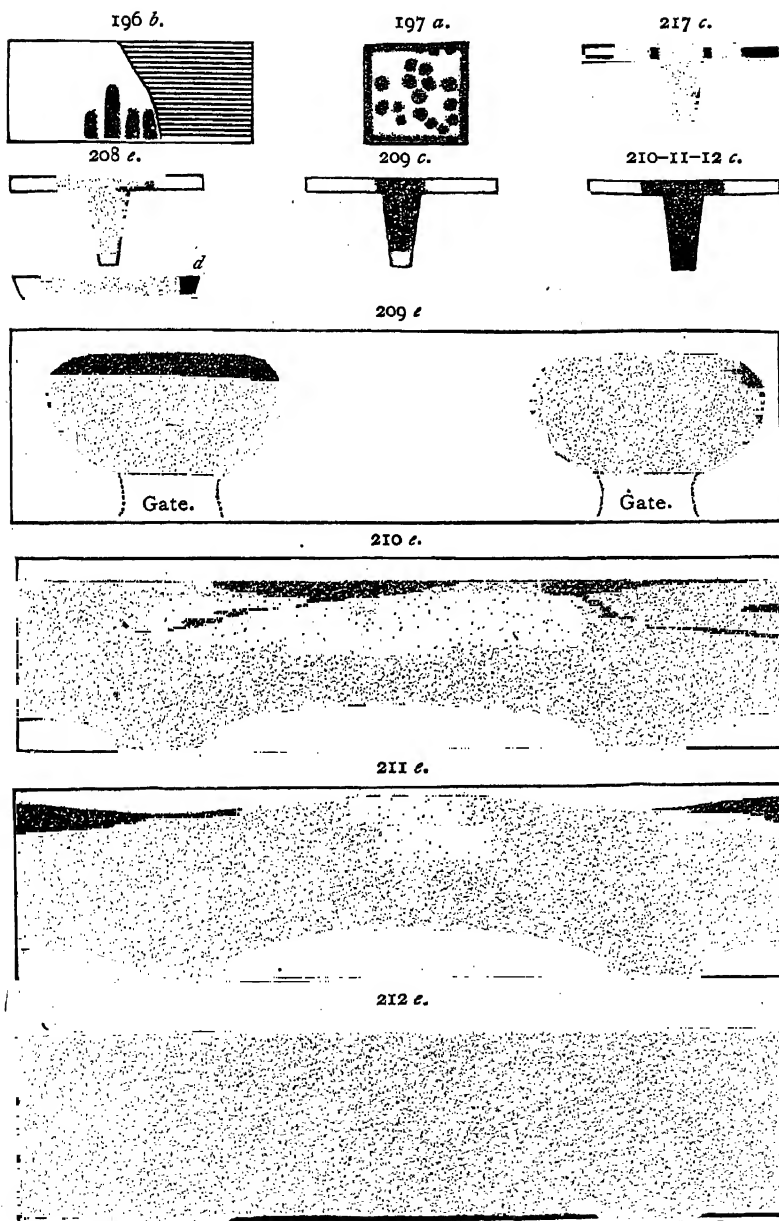 196 b.
197 a.
217 c.
208 e.
209 c.
210-11-12 c.
d
209 e
Gate.
Gate.
210 e.
211 e.
212 e.